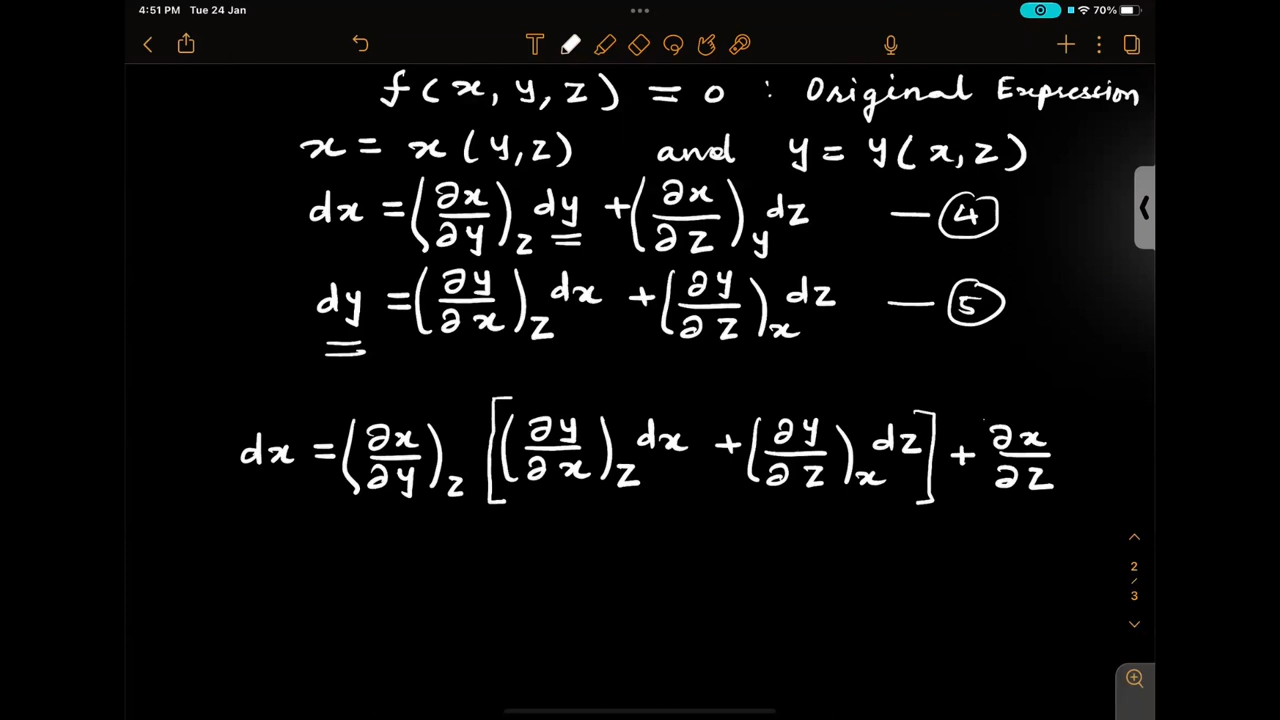 4:51 PM Tue 24 Jan
70%
f(x, y, z) = 0 : Original Expression
x = x(y, z) and y = y(x, z)
dx = (∂x/∂y)_z dy + (∂x/∂z)_y dz — ④
dy = (∂y/∂x)_z dx + (∂y/∂z)_x dz — ⑤
dx = (∂x/∂y)_z [(∂y/∂x)_z dx + (∂y/∂z)_x dz] + ∂x/∂z
2
/
3